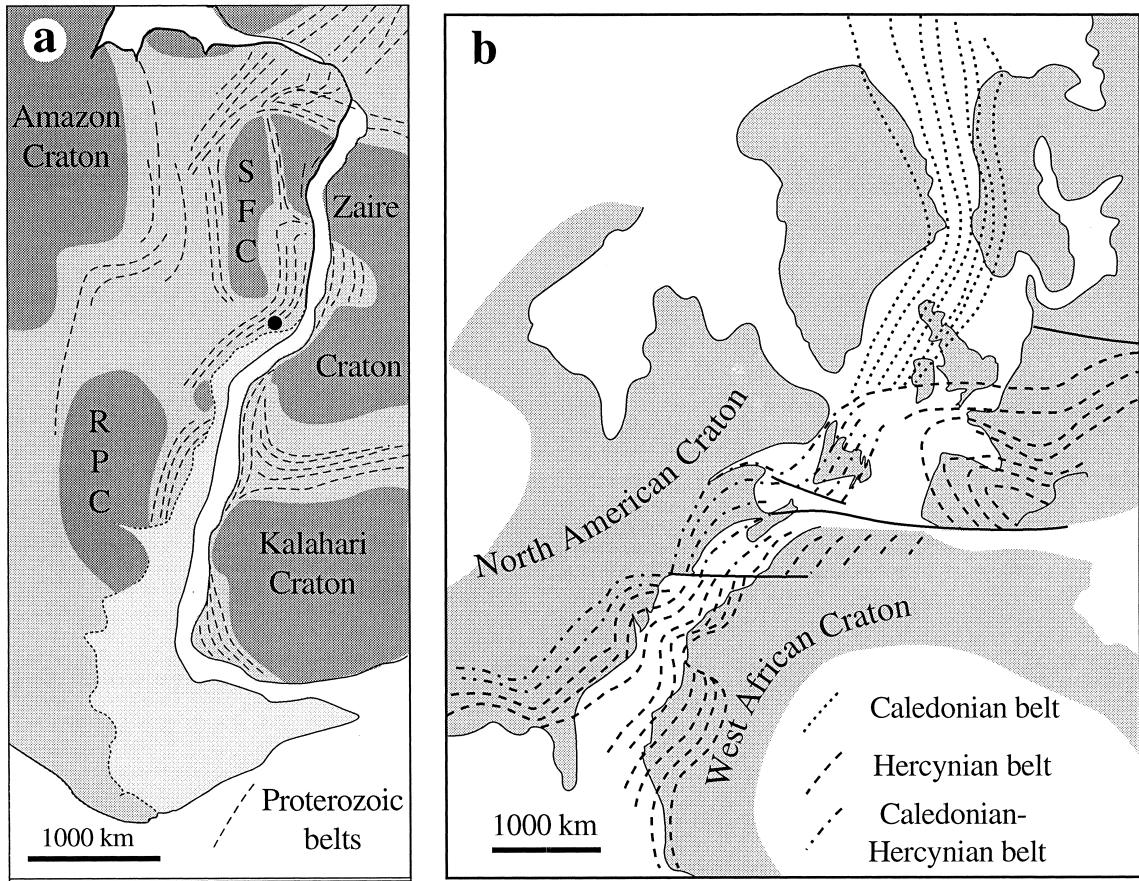 a
Amazon
Craton
S
F
C
Zaire
Craton
R
P
C
Kalahari
Craton
1000 km
Proterozoic
belts
b
North American Craton
West African Craton
Caledonian belt
Hercynian belt
Caledonian-
Hercynian belt
1000 km